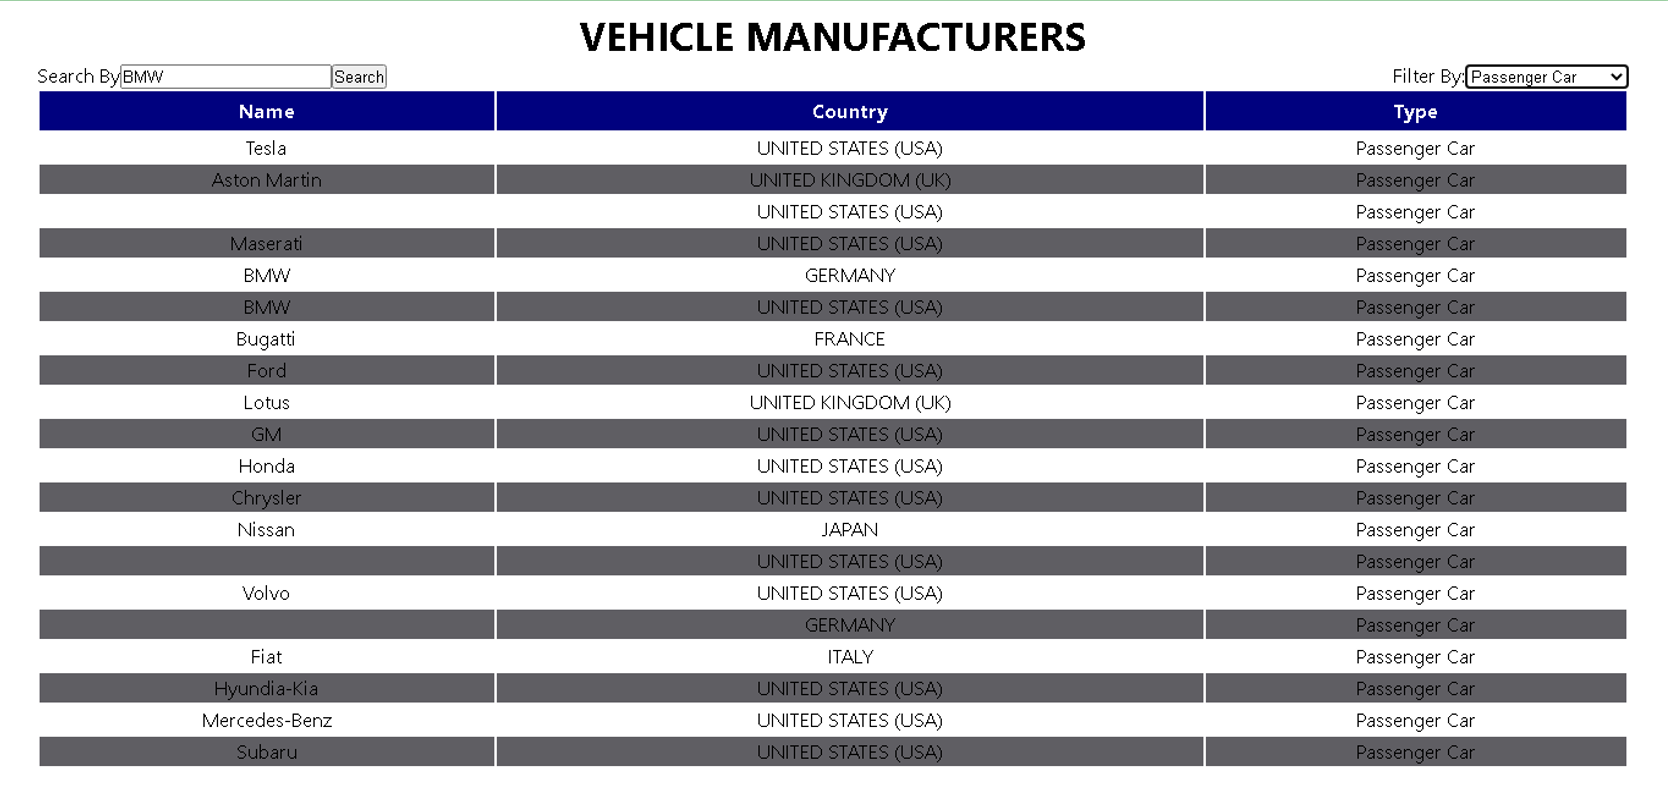 VEHICLE MANUFACTURERS
Search By BMW Search Filter By: Passenger Car
Name Country Type
Tesla UNITED STATES (USA) Passenger Car
Aston Martin UNITED KINGDOM (UK) Passenger Car
UNITED STATES (USA) Passenger Car
Maserati UNITED STATES (USA) Passenger Car
BMW GERMANY Passenger Car
BMW UNITED STATES (USA) Passenger Car
Bugatti FRANCE Passenger Car
Ford UNITED STATES (USA) Passenger Car
Lotus UNITED KINGDOM (UK) Passenger Car
GM UNITED STATES (USA) Passenger Car
Honda UNITED STATES (USA) Passenger Car
Chrysler UNITED STATES (USA) Passenger Car
Nissan JAPAN Passenger Car
UNITED STATES (USA) Passenger Car
Volvo UNITED STATES (USA) Passenger Car
GERMANY Passenger Car
Fiat ITALY Passenger Car
Hyundia-Kia UNITED STATES (USA) Passenger Car
Mercedes-Benz UNITED STATES (USA) Passenger Car
Subaru UNITED STATES (USA) Passenger Car